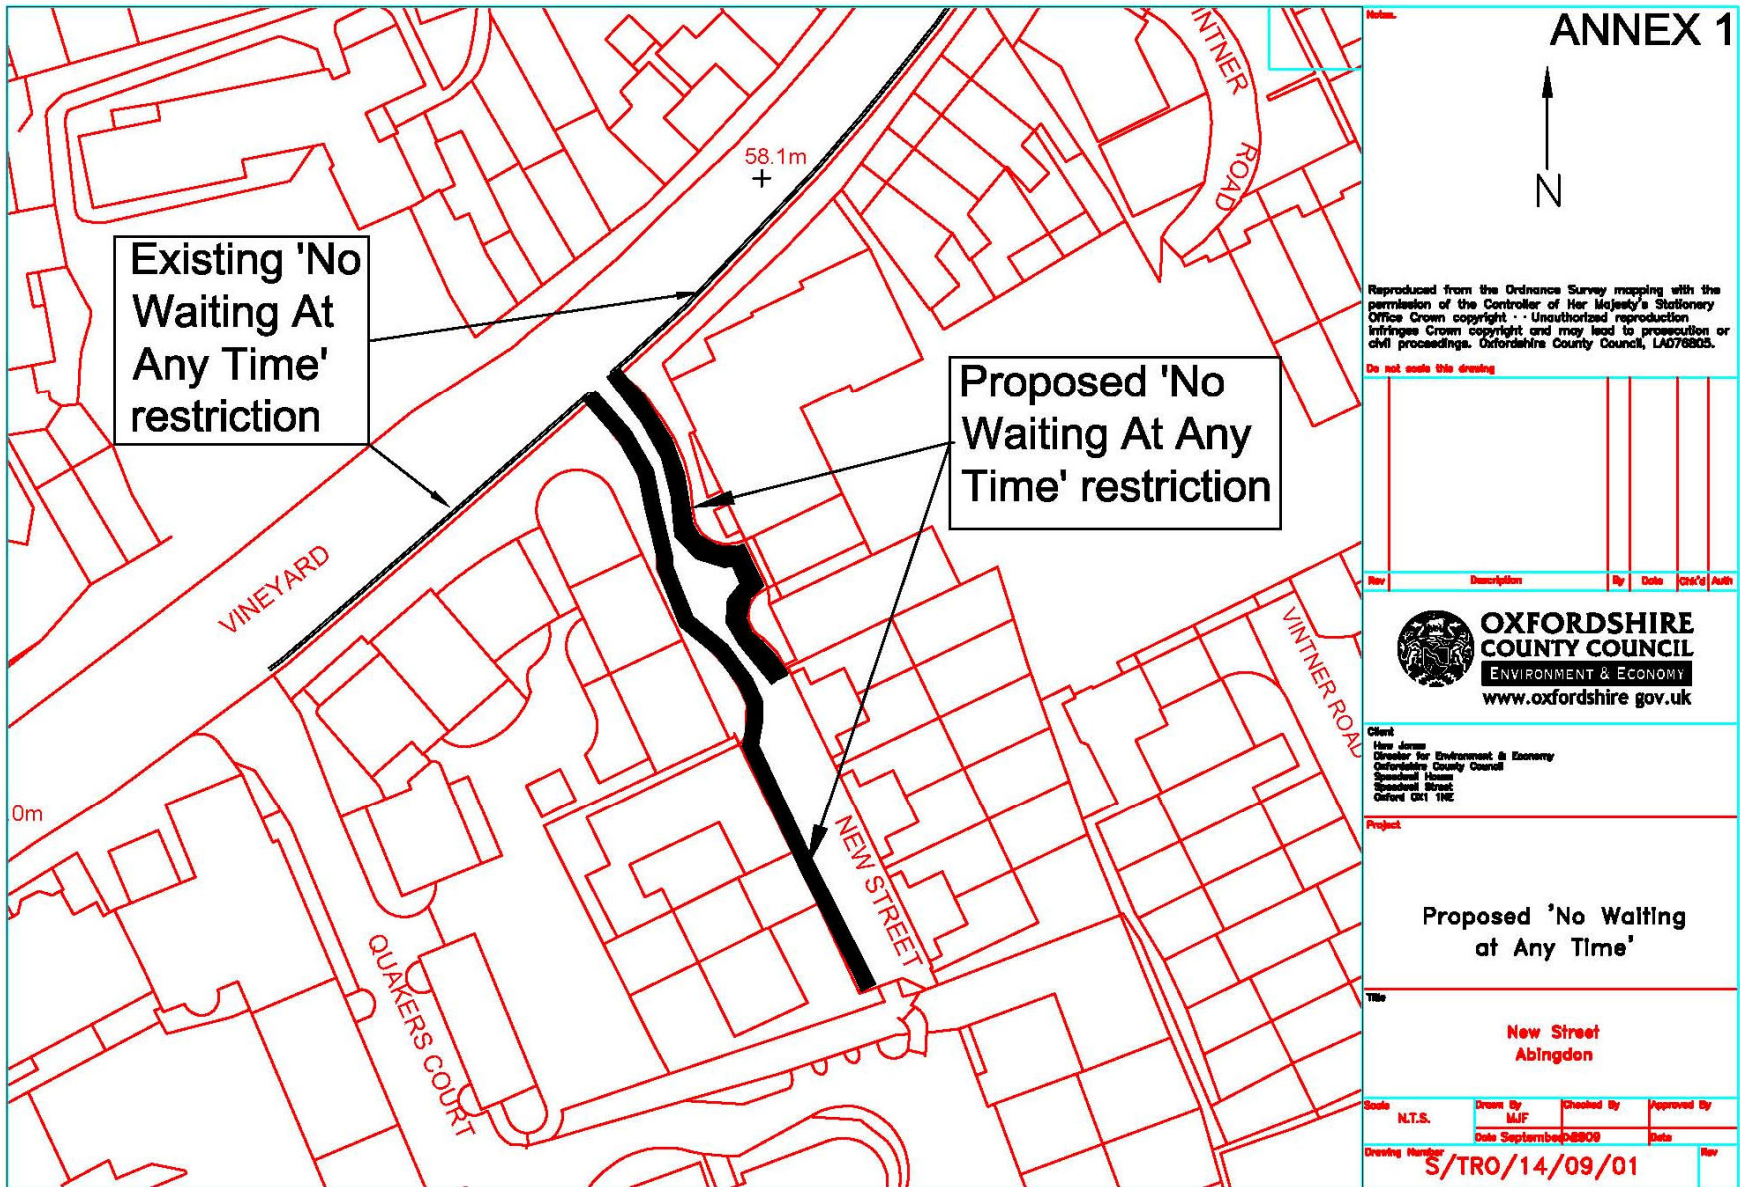 Existing 'No
Waiting At
Any Time'
restriction
58.1m
INTNER
ROAD
Proposed 'No
Waiting At Any
Time' restriction
VINEYARD
VINTNER ROAD
.0m
NEW STREET
QUAKERS COURT
Notes.
ANNEX 1
N
Reproduced from the Ordnance Survey mapping with the
permission of the Controller of Her Majesty's Stationery
Office Crown copyright · · Unauthorized reproduction
infringes Crown copyright and may lead to prosecution or
civil proceedings. Oxfordshire County Council, LA076805.
Do not scale this drawing
Rev Description By Date Chk'd Auth
OXFORDSHIRE
COUNTY COUNCIL
ENVIRONMENT & ECONOMY
www.oxfordshire gov.uk
Client
Huw Jones
Director for Environment & Economy
Oxfordshire County Council
Speedwell House
Speedwell Street
Oxford OX1 1NE
Project
Proposed 'No Waiting
at Any Time'
Title
New Street
Abingdon
Scale Drawn By Checked By Approved By
N.T.S. MJF
Date September Date
Drawing Number Rev
S/TRO/14/09/01